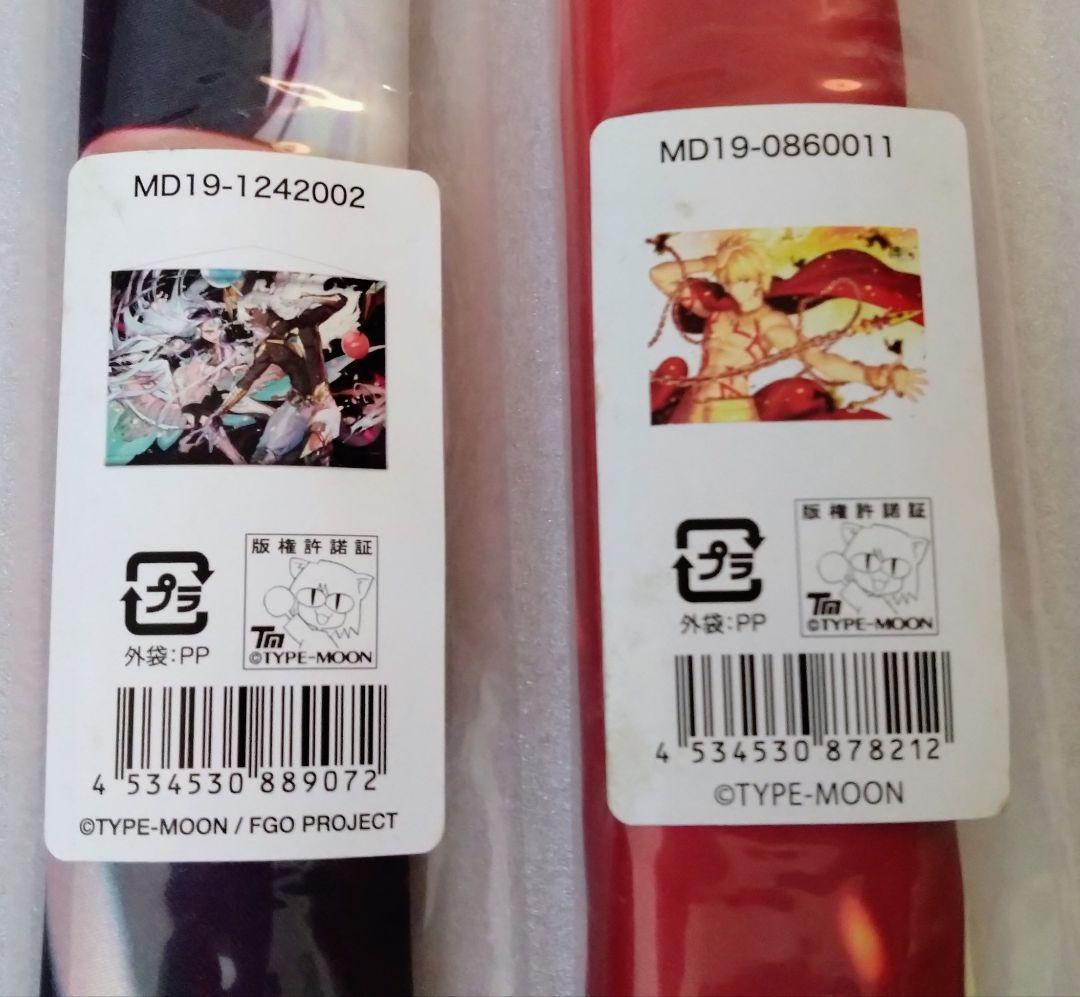 MD19-1242002
版権許諾証
TM
©TYPE-MOON
プラ
外袋:PP
4 534530 889072
©TYPE-MOON / FGO PROJECT
MD19-0860011
版権許諾証
TM
©TYPE-MOON
プラ
外袋:PP
4 534530 878212
©TYPE-MOON